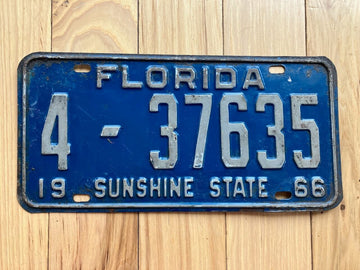 FLORIDA
4-37635
19 SUNSHINE STATE 66